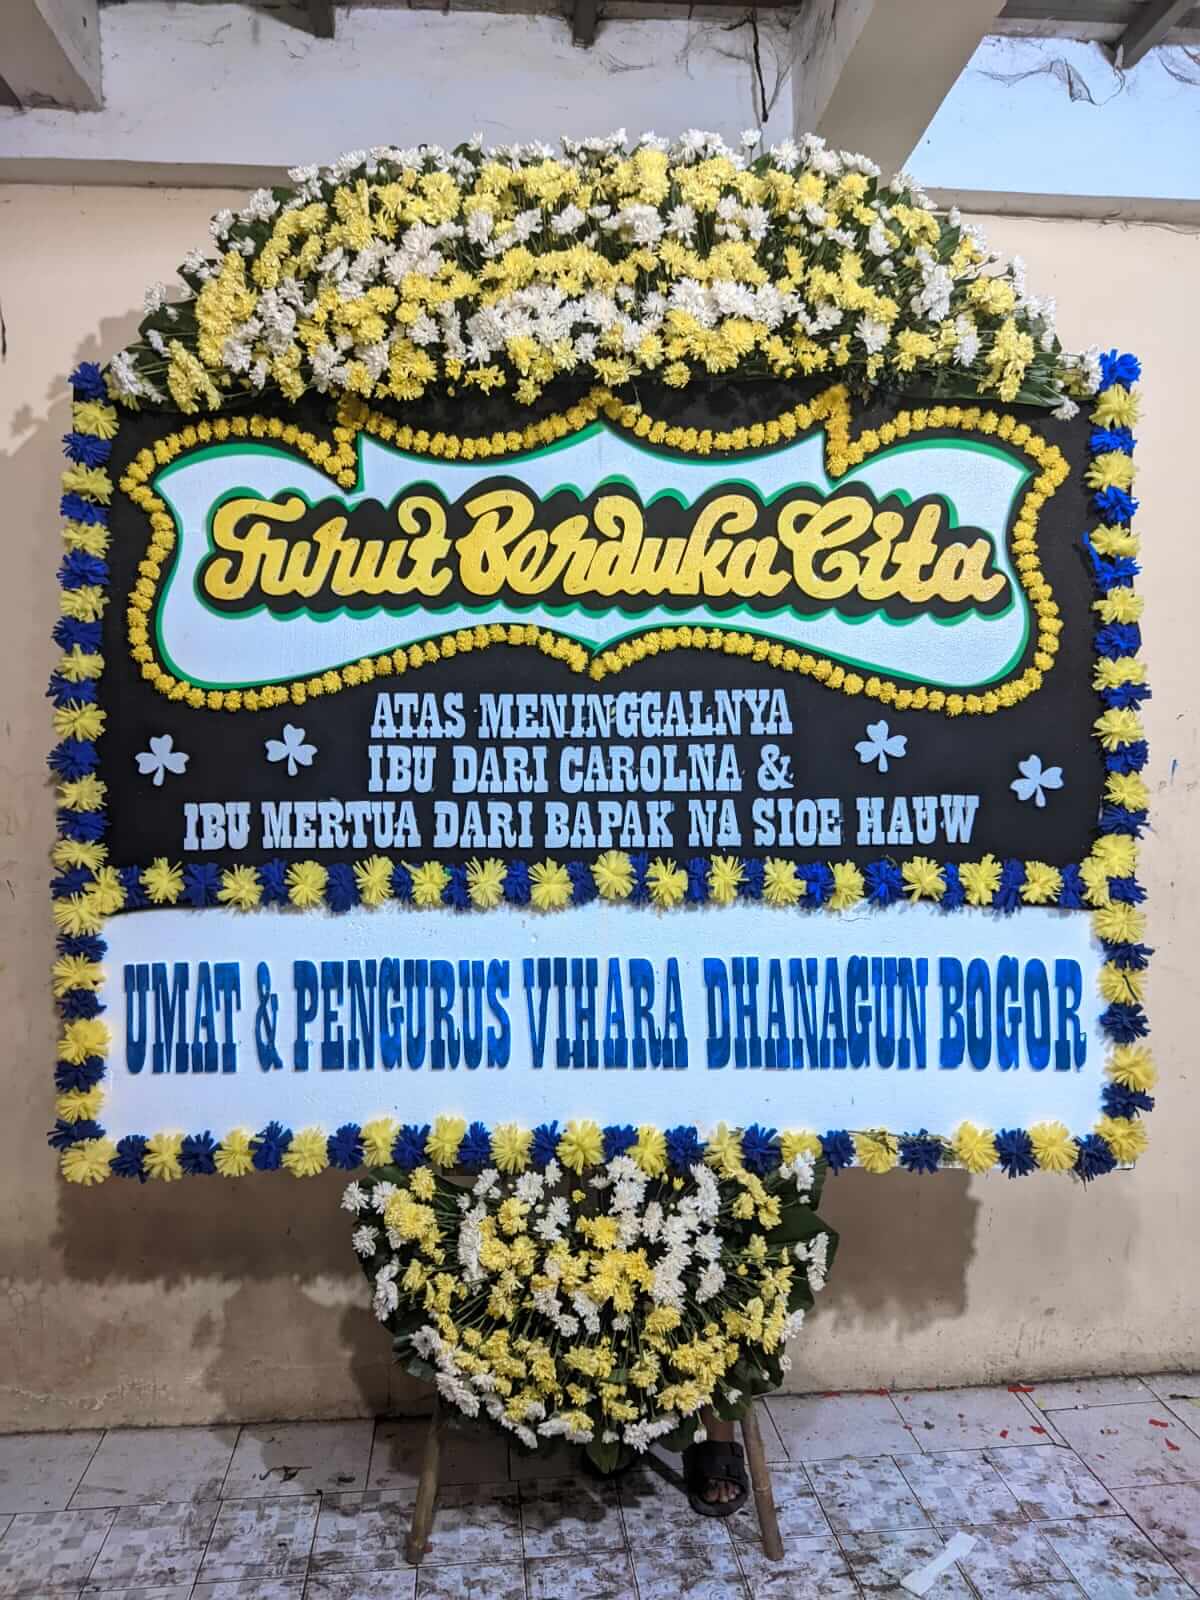 Turut Berduka Cita
ATAS MENINGGALNYA
IBU DARI CAROLNA &
IBU MERTUA DARI BAPAK NA SIOE HAUW
UMAT & PENGURUS VIHARA DHANAGUN BOGOR